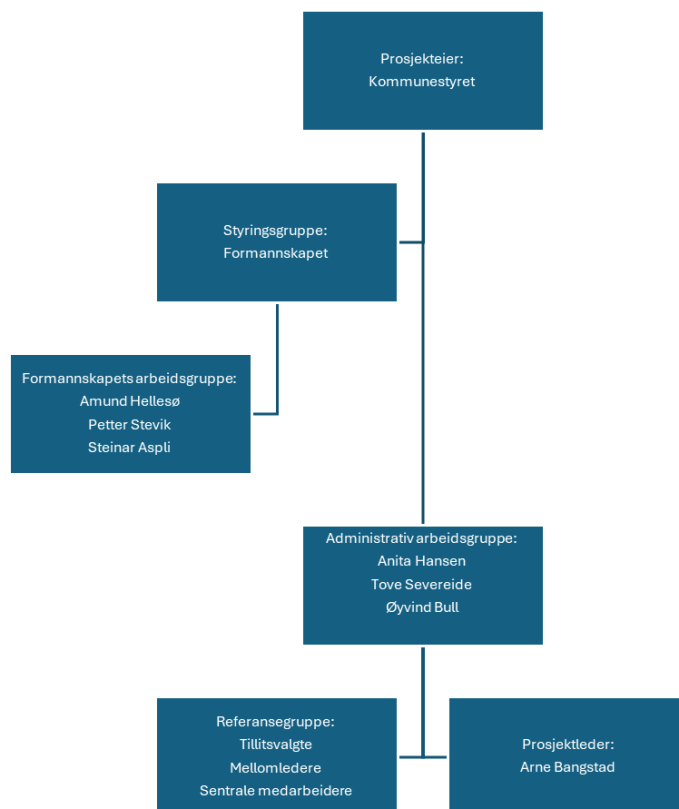 Prosjekteier:
Kommunestyret
Styringsgruppe:
Formannskapet
Formannskapets arbeidsgruppe:
Amund Hellesø
Petter Stevik
Steinar Aspli
Administrativ arbeidsgruppe:
Anita Hansen
Tove Severeide
Øyvind Bull
Referansegruppe:
Tillitsvalgte
Mellomledere
Sentrale medarbeidere
Prosjektleder:
Arne Bangstad